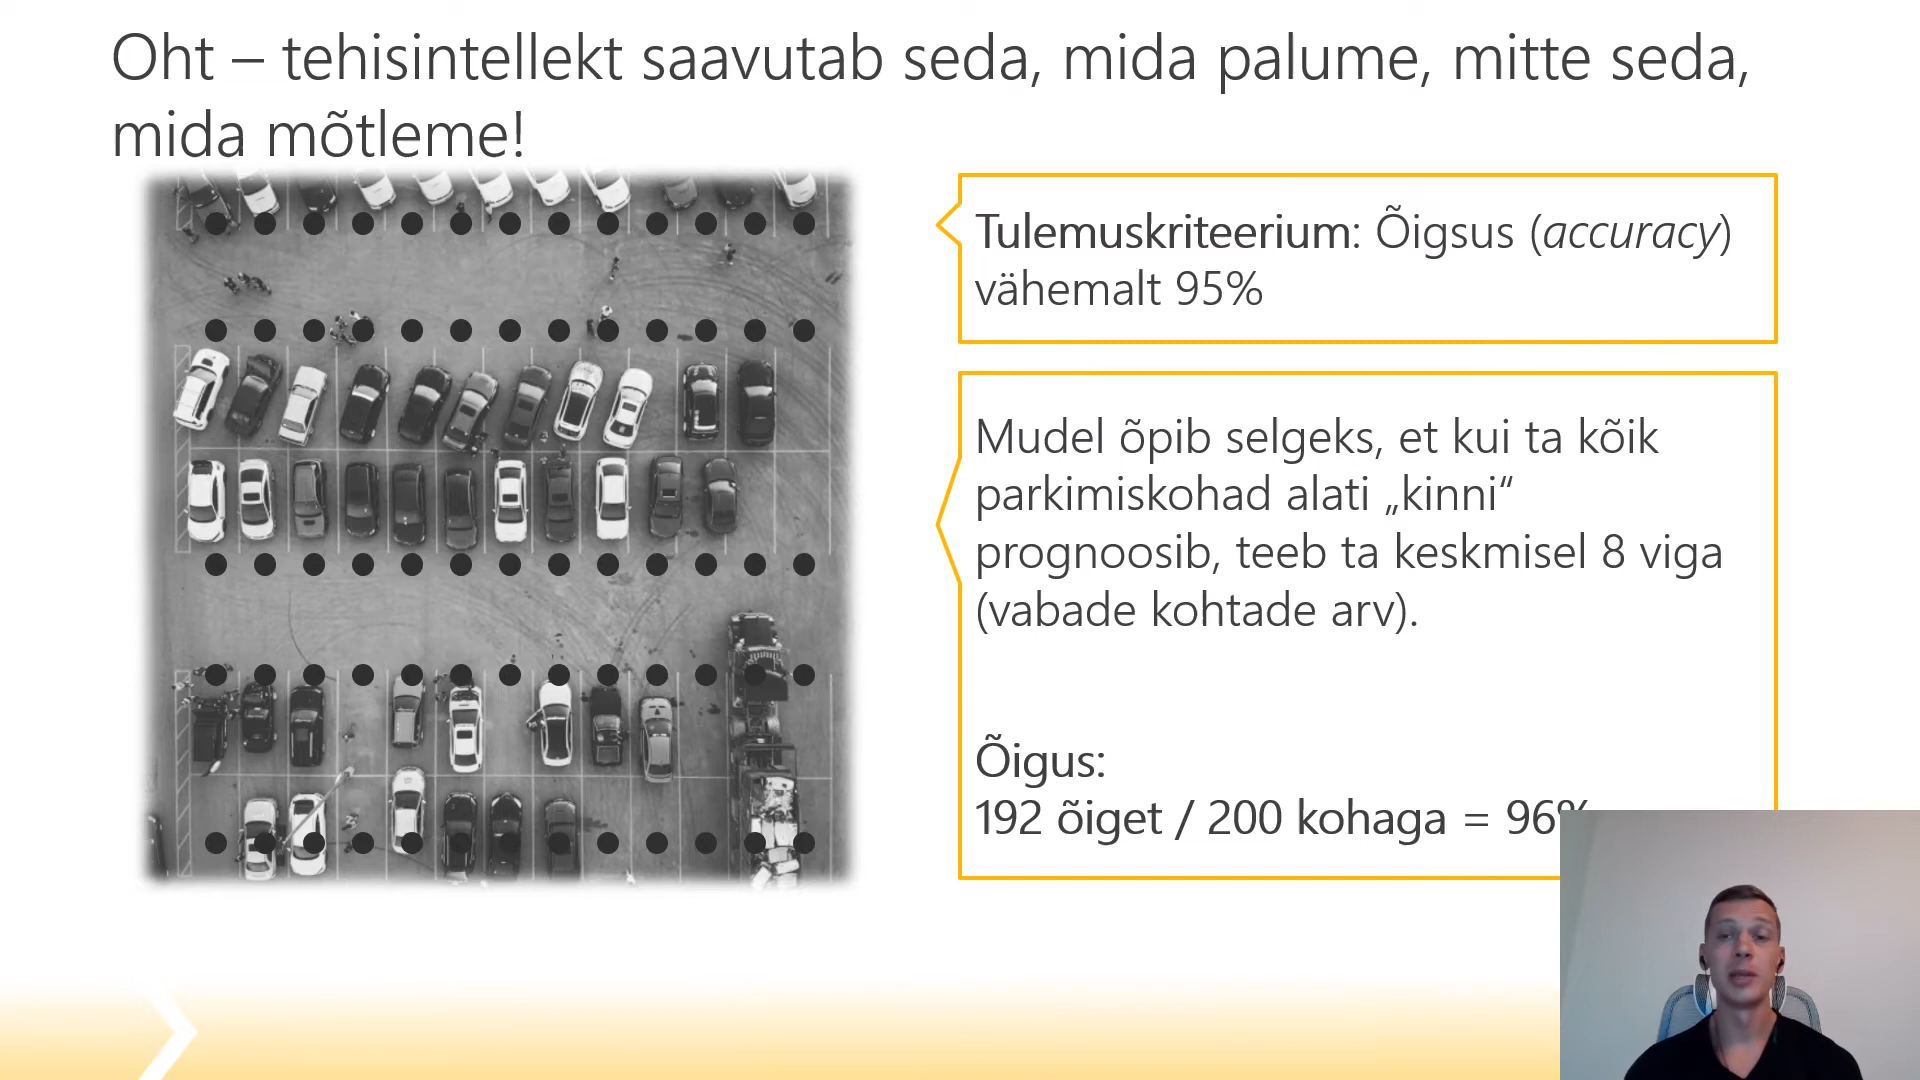 Oht – tehisintellekt saavutab seda, mida palume, mitte seda,
mida mõtleme!
Tulemuskriteerium: Õigsus (accuracy)
vähemalt 95%
Mudel õpib selgeks, et kui ta kõik
parkimiskohad alati „kinni“
prognoosib, teeb ta keskmisel 8 viga
(vabade kohtade arv).
Õigus:
192 õiget / 200 kohaga = 96%